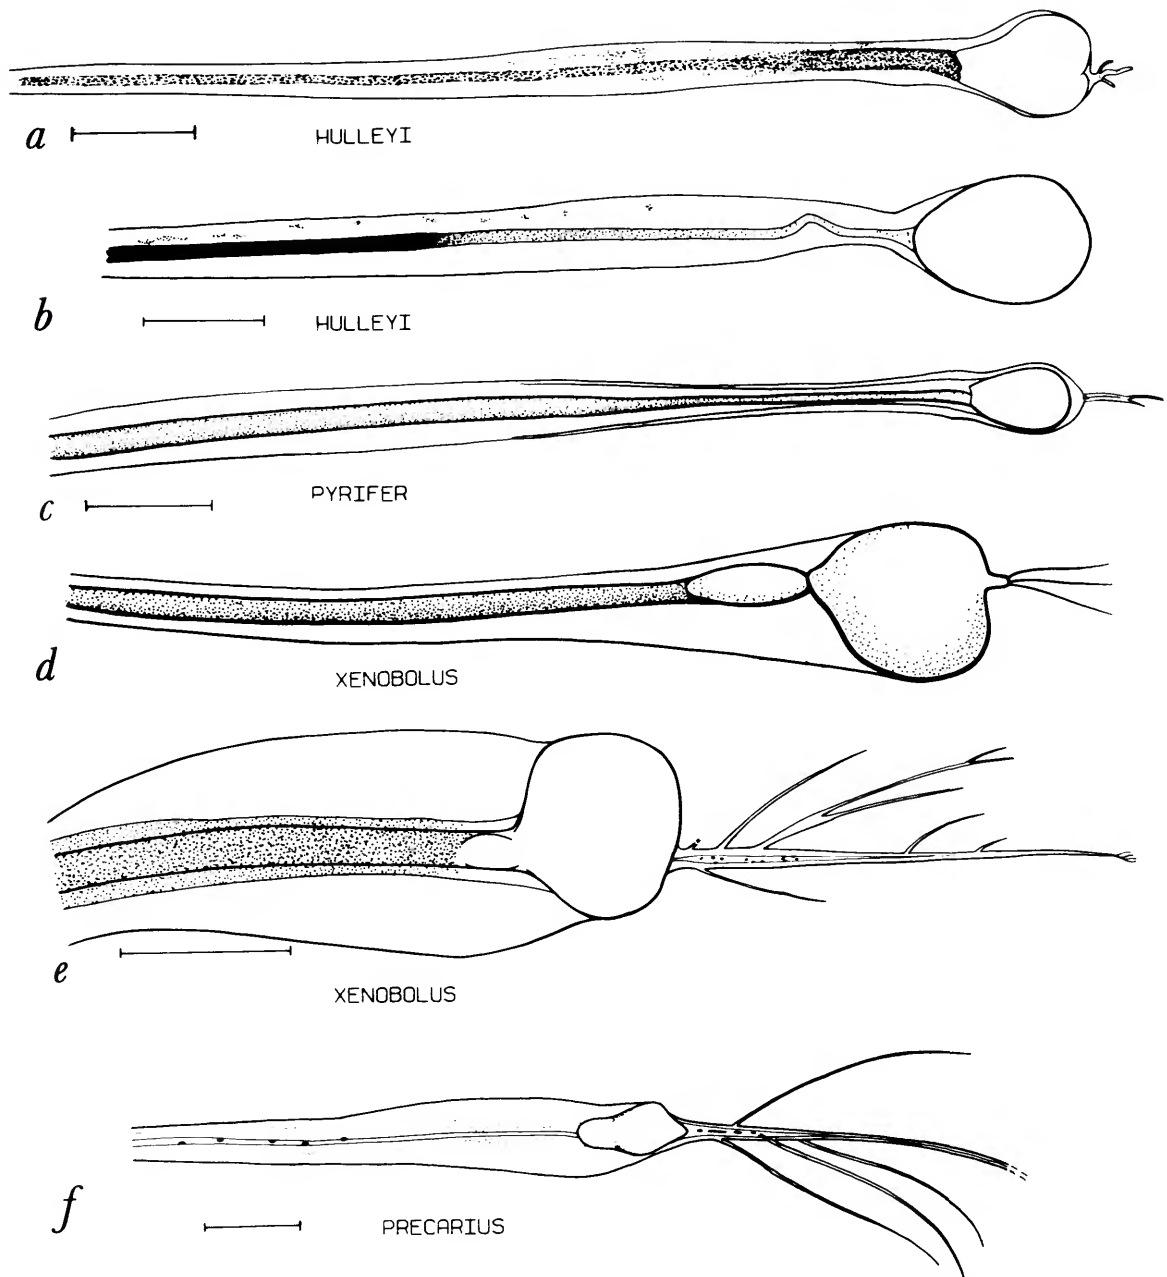 a HULLEYI
b HULLEYI
c PYRIFER
d XENOBOLUS
e XENOBOLUS
f PRECARIUS